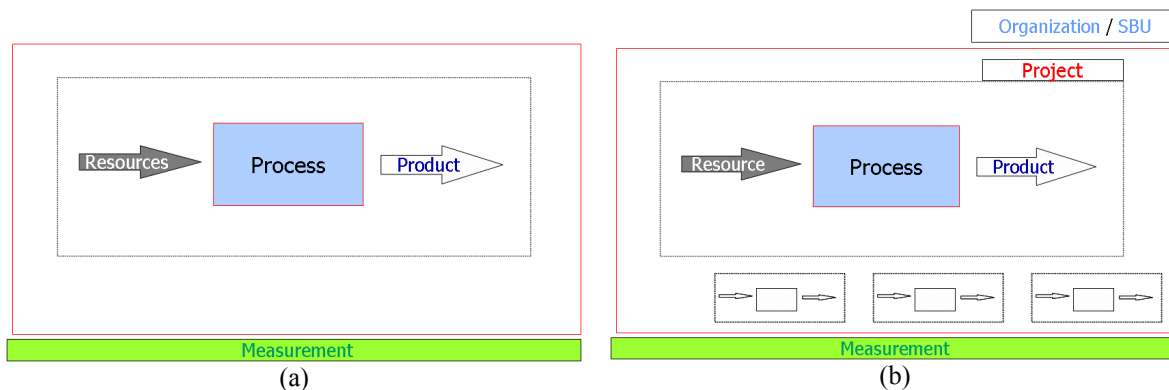 Resources
Process
Product
Measurement
(a)
Organization / SBU
Project
Resource
Process
Product
Measurement
(b)